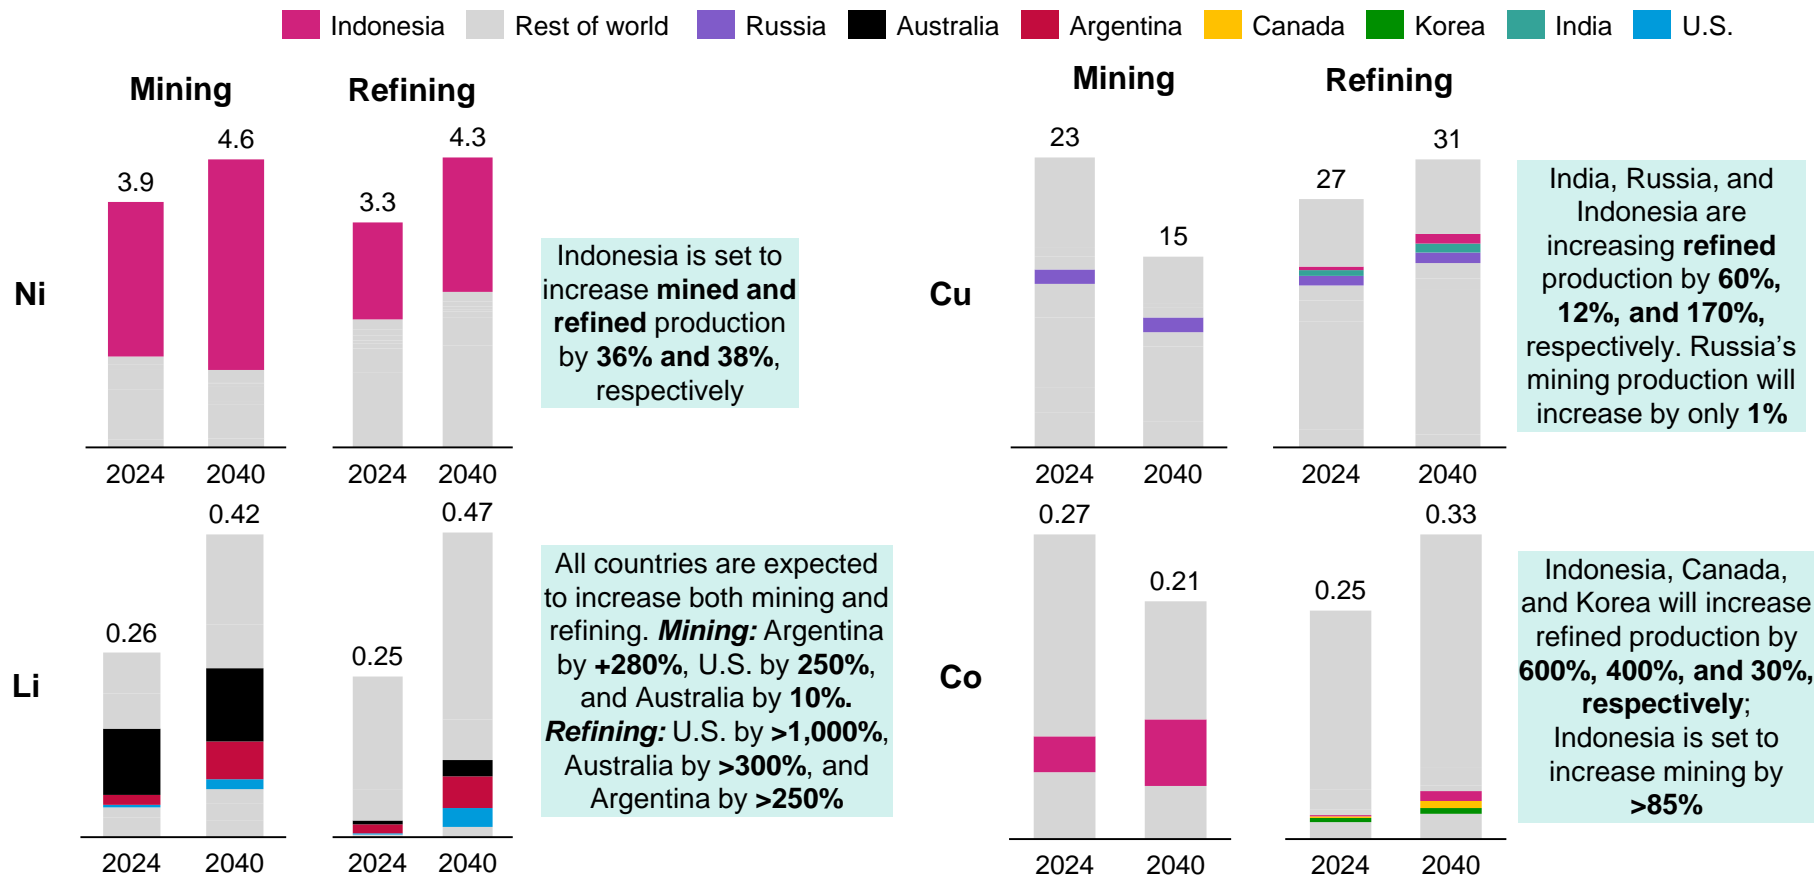 Indonesia Rest of world Russia Australia Argentina Canada Korea India U.S.
Mining Refining
Ni
3.9 4.6 3.3 4.3
2024 2040 2024 2040
Indonesia is set to
increase mined and
refined production
by 36% and 38%,
respectively
Mining Refining
Cu
23 15 27 31
2024 2040 2024 2040
India, Russia, and
Indonesia are
increasing refined
production by 60%,
12%, and 170%,
respectively. Russia’s
mining production will
increase by only 1%
Li
0.26 0.42 0.25 0.47
2024 2040 2024 2040
All countries are expected
to increase both mining and
refining. Mining: Argentina
by +280%, U.S. by 250%,
and Australia by 10%.
Refining: U.S. by >1,000%,
Australia by >300%, and
Argentina by >250%
Co
0.27 0.21 0.25 0.33
2024 2040 2024 2040
Indonesia, Canada,
and Korea will increase
refined production by
600%, 400%, and 30%,
respectively;
Indonesia is set to
increase mining by
>85%